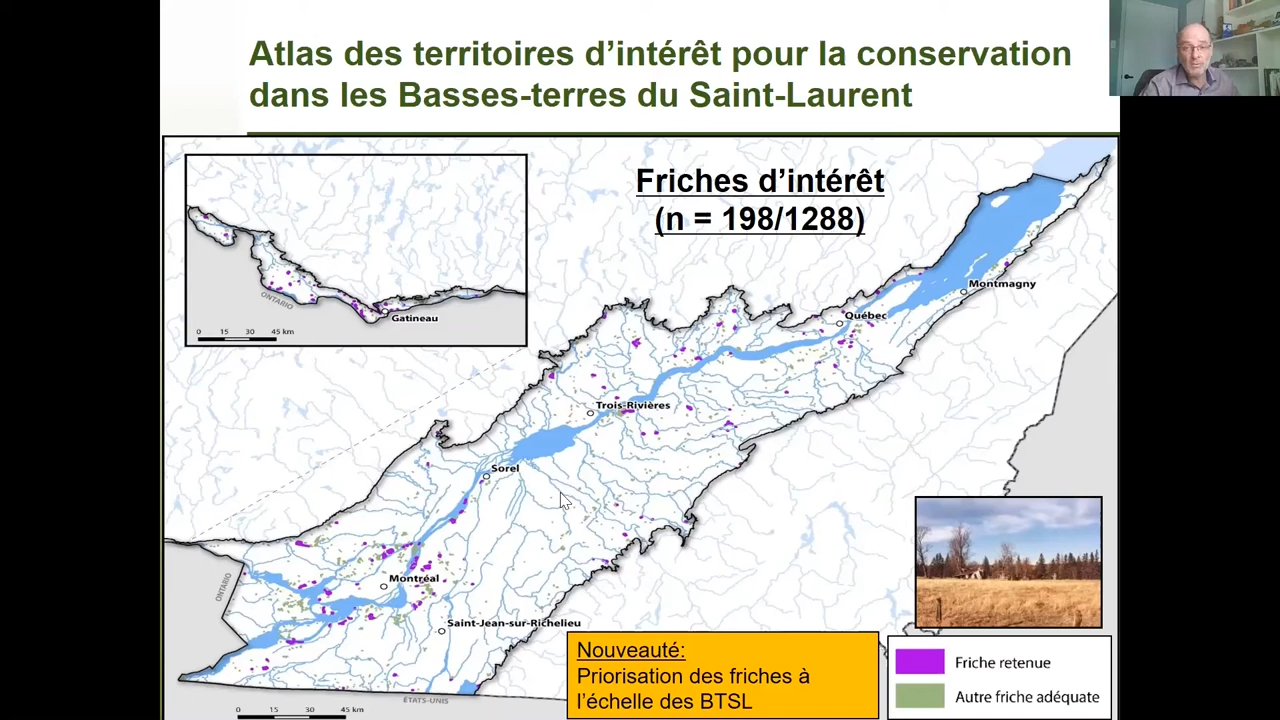 Atlas des territoires d’intérêt pour la conservation
dans les Basses-terres du Saint-Laurent
Friches d’intérêt
(n = 198/1288)
ONTARIO
Gatineau
0 15 30 45 km
Montmagny
Québec
Trois-Rivières
Sorel
Montréal
ONTARIO
Saint-Jean-sur-Richelieu
ÉTATS-UNIS
0 15 30 45 km
Nouveauté:
Priorisation des friches à
l’échelle des BTSL
Friche retenue
Autre friche adéquate